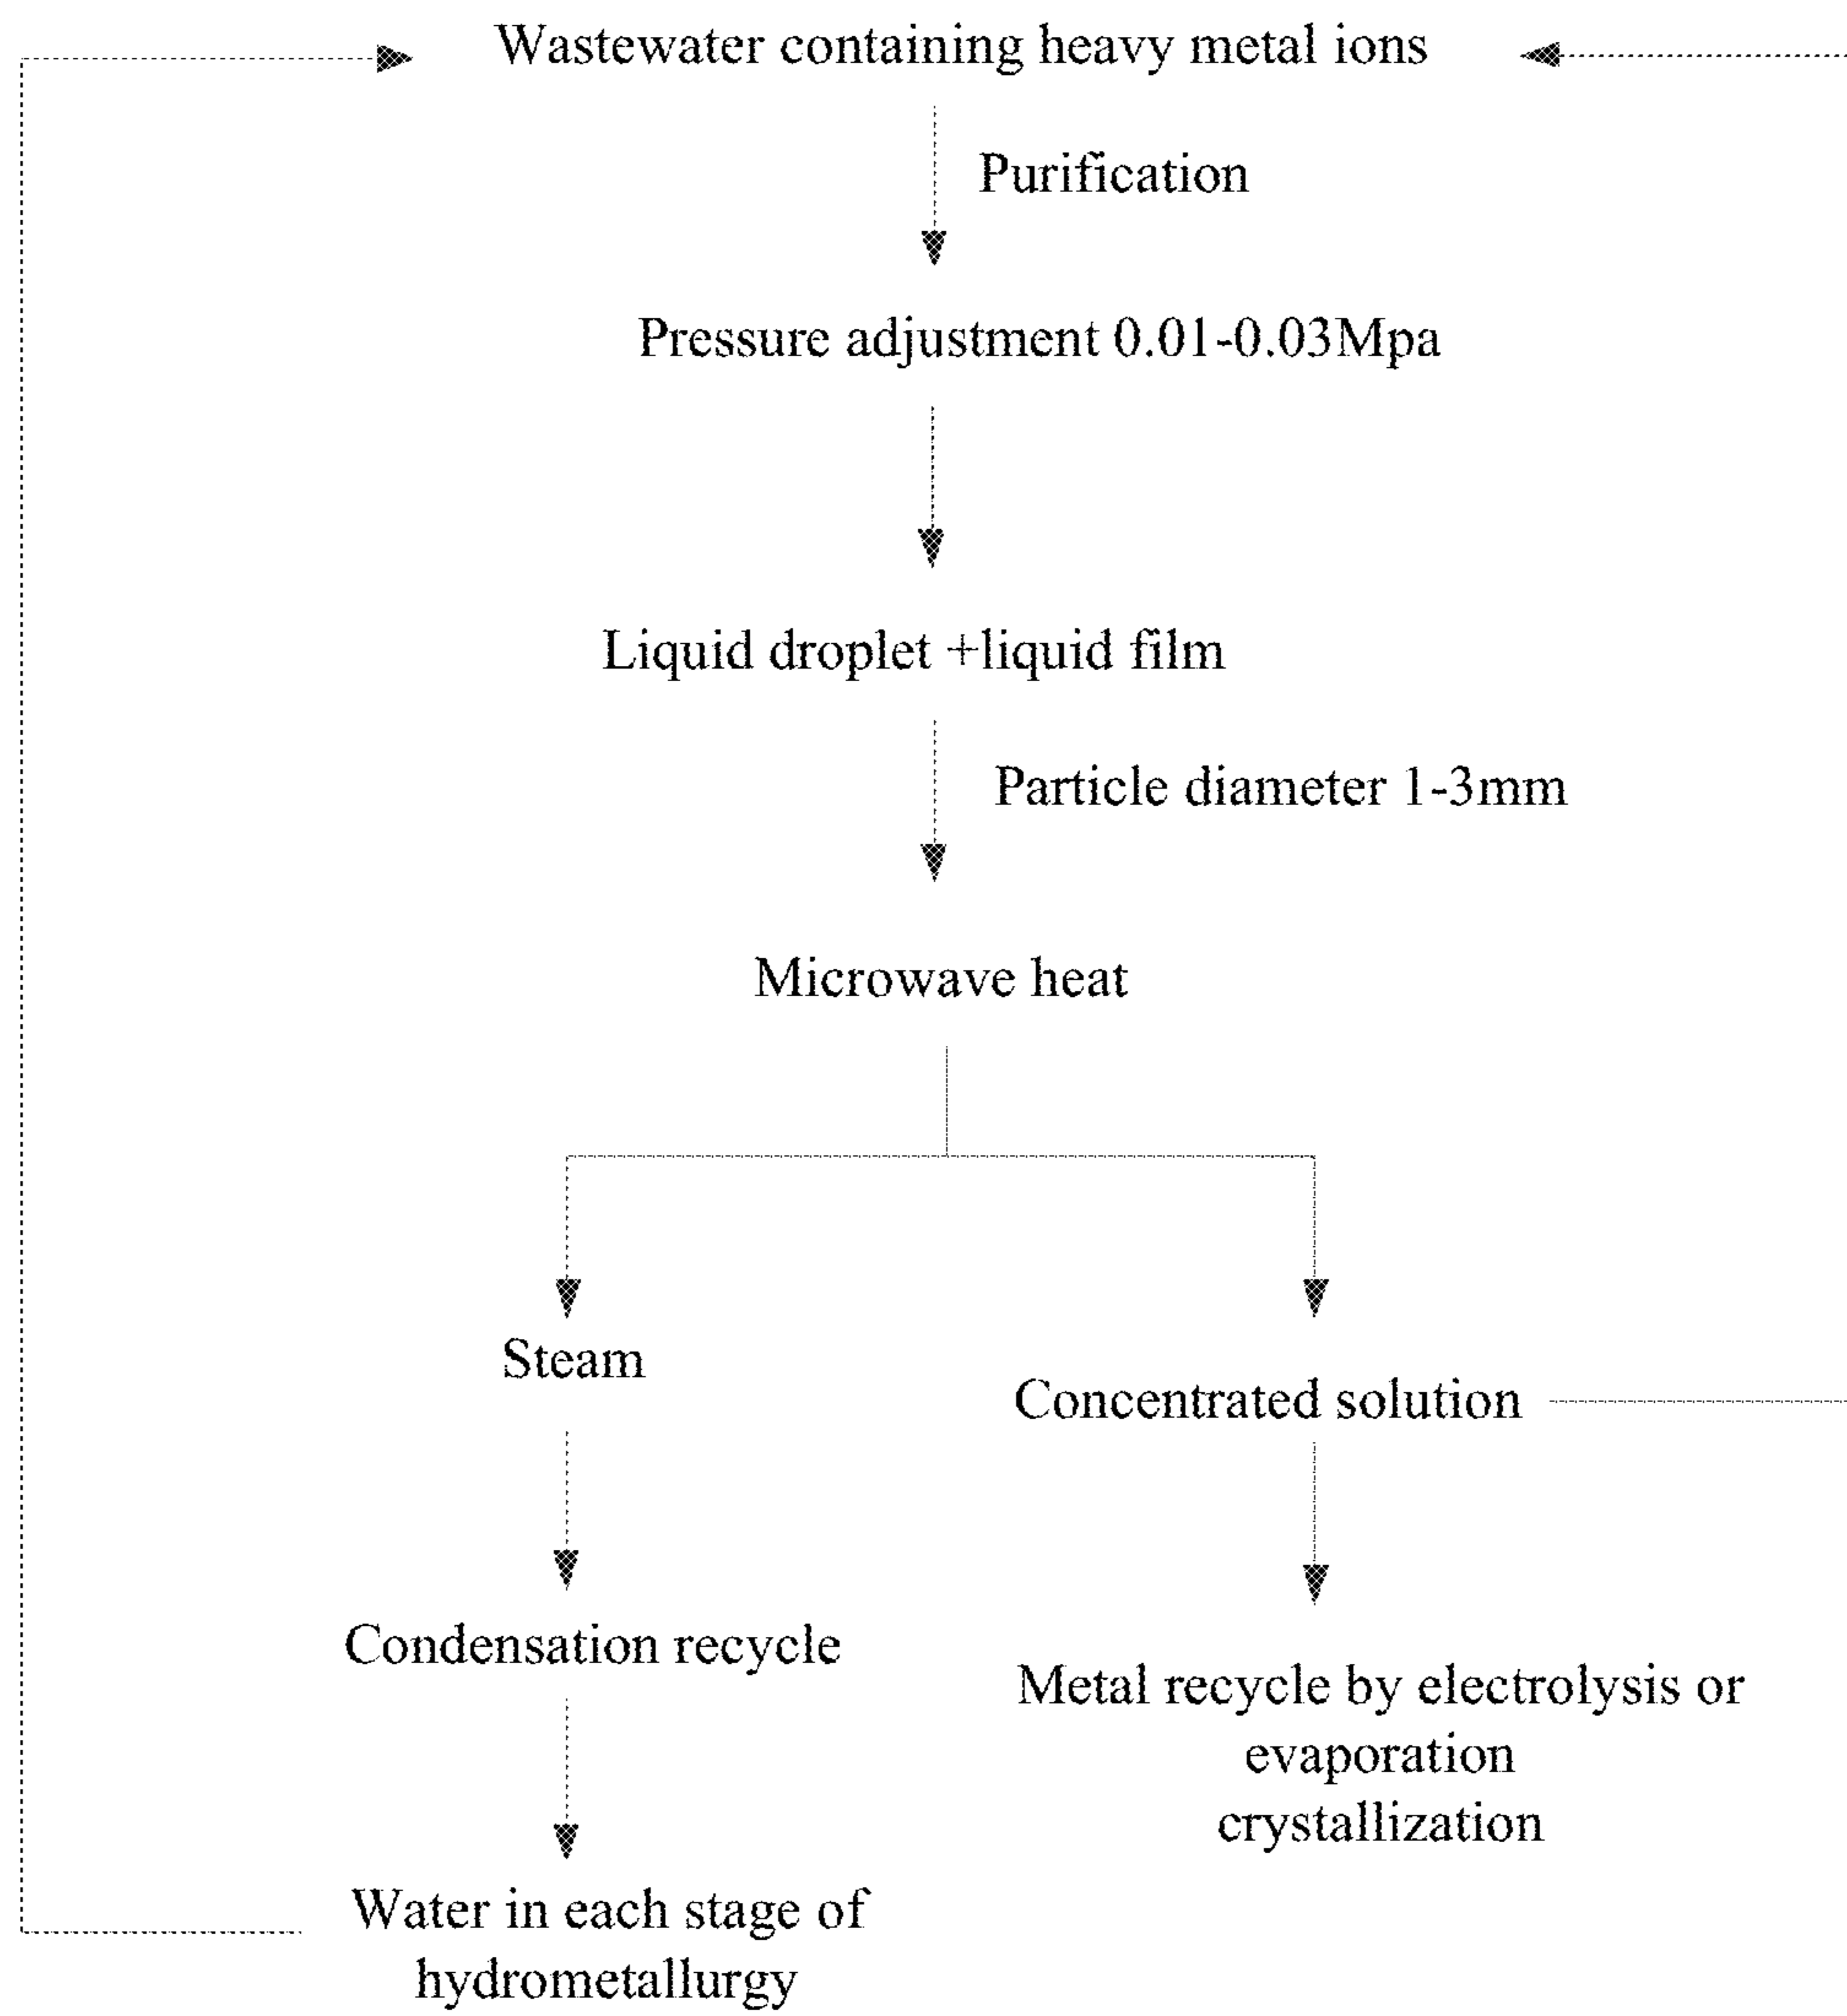 Wastewater containing heavy metal ions
Purification
Pressure adjustment 0.01-0.03Mpa
Liquid droplet +liquid film
Particle diameter 1-3mm
Microwave heat
Steam
Concentrated solution
Condensation recycle
Metal recycle by electrolysis or
evaporation
crystallization
Water in each stage of
hydrometallurgy